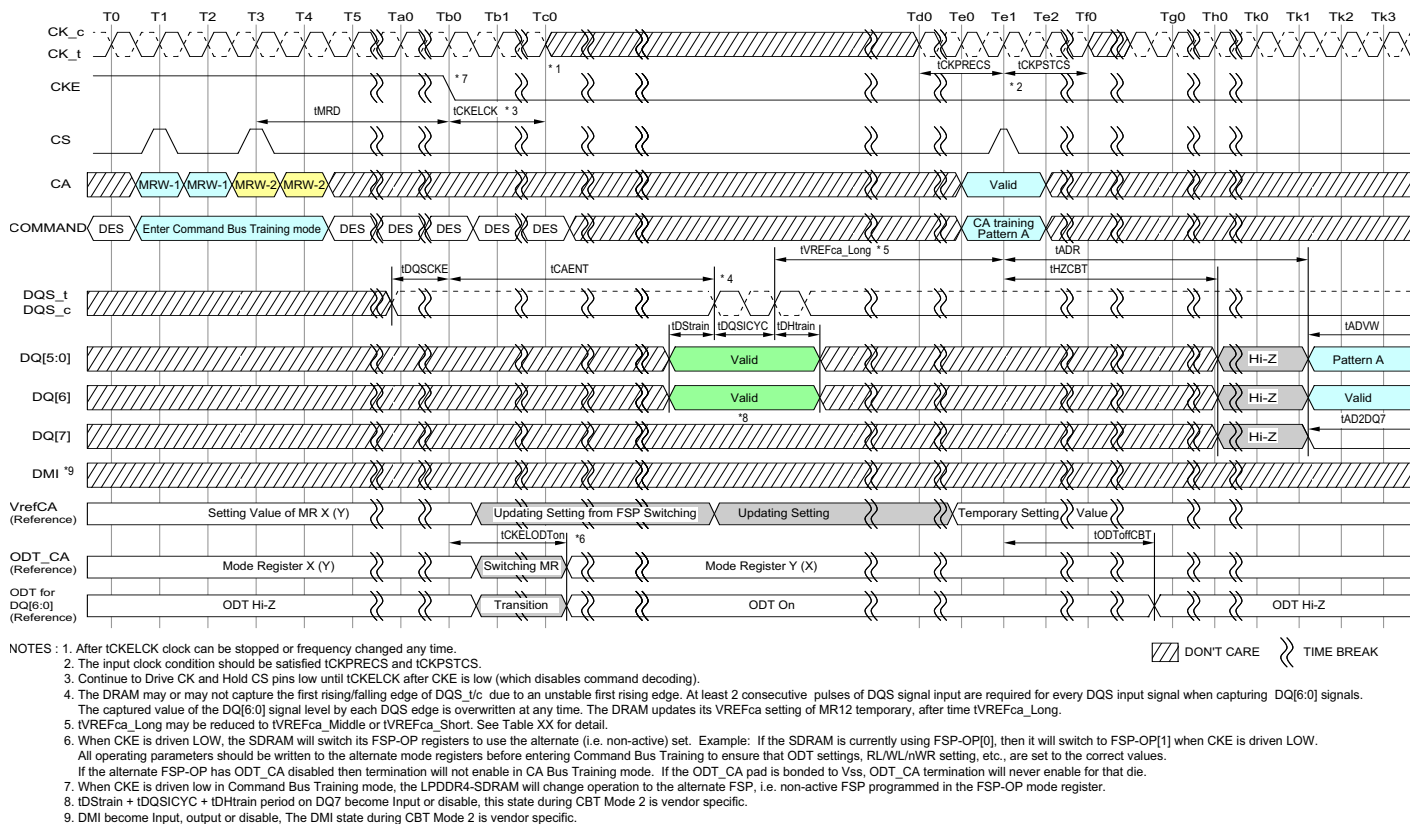 T0 T1 T2 T3 T4 T5 Ta0 Tb0 Tb1 Tc0 Td0 Te0 Te1 Te2 Tf0 Tg0 Th0 Tk0 Tk1 Tk2 Tk3
CK_c
CK_t
* 1 tCKPRECS tCKPSTCS
CKE * 7 * 2
tMRD tCKELCK * 3
CS
CA MRW-1 MRW-1 MRW-2 MRW-2 Valid
COMMAND DES Enter Command Bus Training mode DES DES DES DES DES CA training Pattern A
tVREFca_Long * 5 tADR
tDQSCKE tCAENT * 4 tHZCBT
DQS_t
DQS_c
tDStrain tDQSICYC tDHtrain tADVW
DQ[5:0] Valid Hi-Z Pattern A
DQ[6] Valid Hi-Z Valid
*8 tAD2DQ7
DQ[7] Hi-Z
DMI *9
VrefCA
(Reference) Setting Value of MR X (Y) Updating Setting from FSP Switching Updating Setting Temporary Setting Value
tCKELODTon *6 tODToffCBT
ODT_CA
(Reference) Mode Register X (Y) Switching MR Mode Register Y (X)
ODT for
DQ[6:0]
(Reference) ODT Hi-Z Transition ODT On ODT Hi-Z
DON'T CARE TIME BREAK
NOTES : 1. After tCKELCK clock can be stopped or frequency changed any time.
2. The input clock condition should be satisfied tCKPRECS and tCKPSTCS.
3. Continue to Drive CK and Hold CS pins low until tCKELCK after CKE is low (which disables command decoding).
4. The DRAM may or may not capture the first rising/falling edge of DQS_t/c due to an unstable first rising edge. At least 2 consecutive pulses of DQS signal input are required for every DQS input signal when capturing DQ[6:0] signals.
The captured value of the DQ[6:0] signal level by each DQS edge is overwritten at any time. The DRAM updates its VREFca setting of MR12 temporary, after time tVREFca_Long.
5. tVREFca_Long may be reduced to tVREFca_Middle or tVREFca_Short. See Table XX for detail.
6. When CKE is driven LOW, the SDRAM will switch its FSP-OP registers to use the alternate (i.e. non-active) set. Example: If the SDRAM is currently using FSP-OP[0], then it will switch to FSP-OP[1] when CKE is driven LOW.
All operating parameters should be written to the alternate mode registers before entering Command Bus Training to ensure that ODT settings, RL/WL/nWR setting, etc., are set to the correct values.
If the alternate FSP-OP has ODT_CA disabled then termination will not enable in CA Bus Training mode. If the ODT_CA pad is bonded to Vss, ODT_CA termination will never enable for that die.
7. When CKE is driven low in Command Bus Training mode, the LPDDR4-SDRAM will change operation to the alternate FSP, i.e. non-active FSP programmed in the FSP-OP mode register.
8. tDStrain + tDQSICYC + tDHtrain period on DQ7 become Input or disable, this state during CBT Mode 2 is vendor specific.
9. DMI become Input, output or disable, The DMI state during CBT Mode 2 is vendor specific.